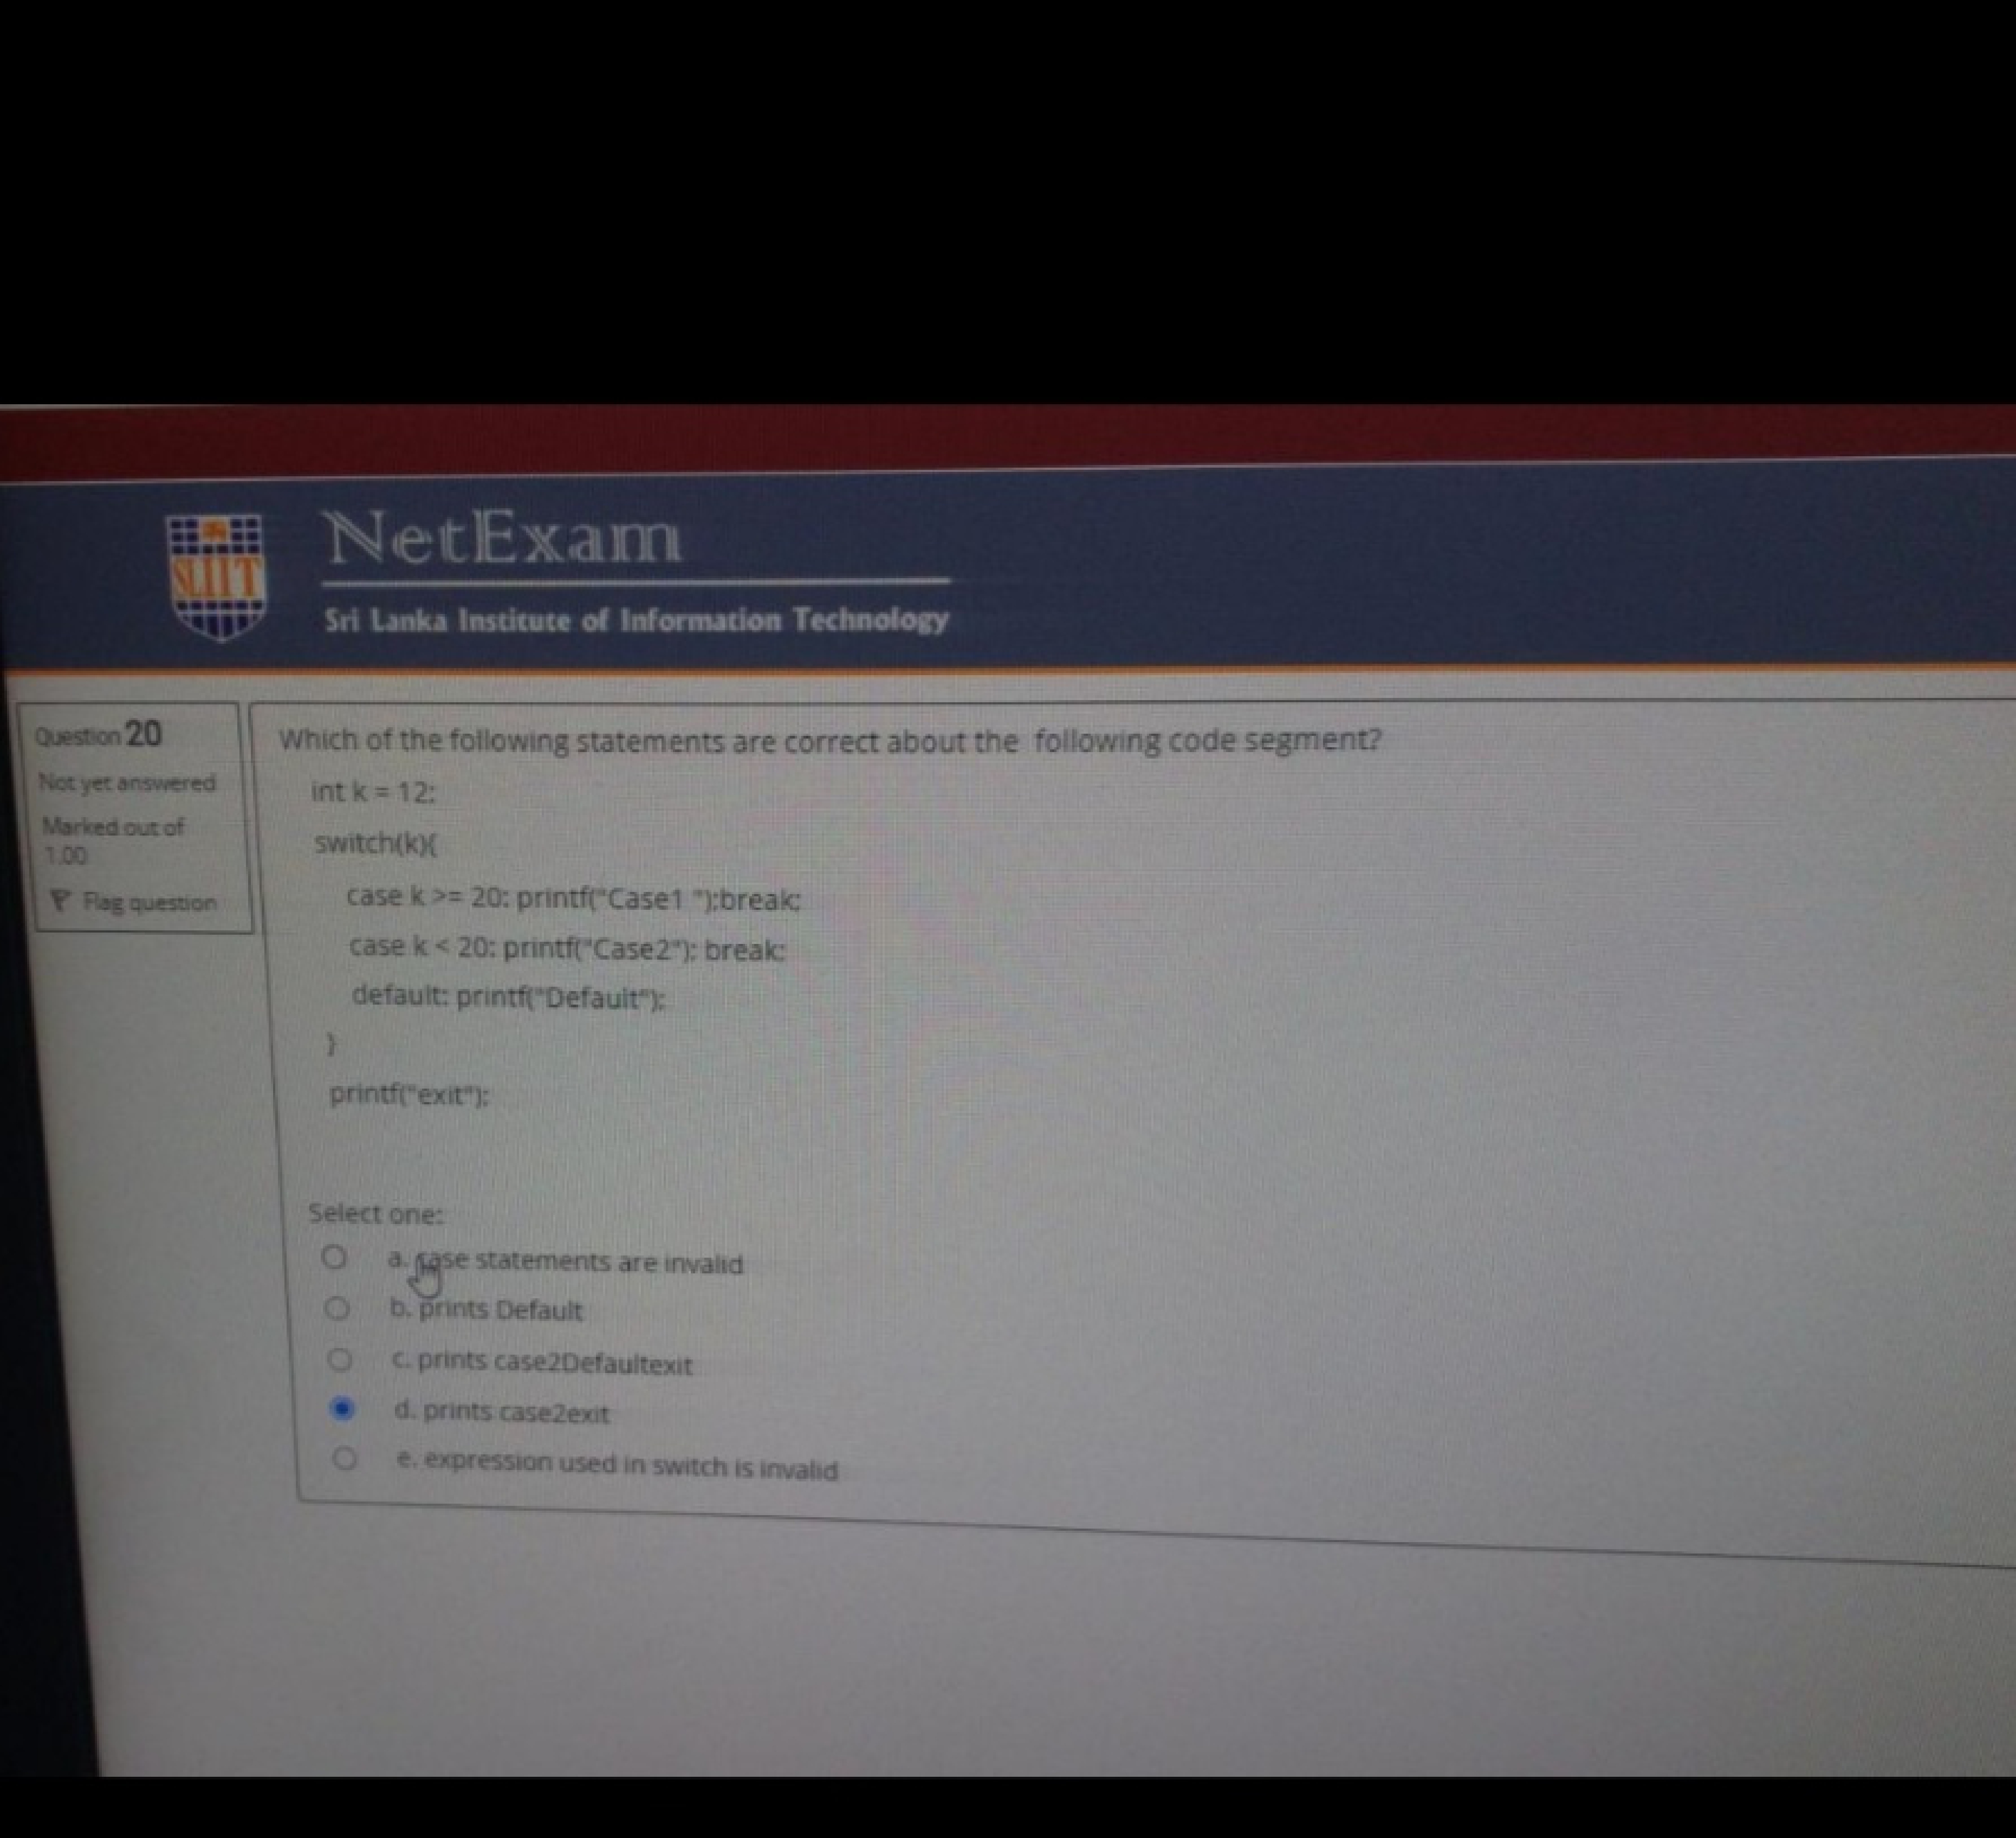 SLIIT
NetExam
Sri Lanka Institute of Information Technology
Question 20
Not yet answered
Marked out of
1.00
Flag question
Which of the following statements are correct about the following code segment?
int k = 12;
switch(k){
case k >= 20: printf("Case1 ");break;
case k < 20: printf("Case2"); break;
default: printf("Default");
}
printf("exit");
Select one:
a. case statements are invalid
b. prints Default
c. prints case2Defaultexit
d. prints case2exit
e. expression used in switch is invalid